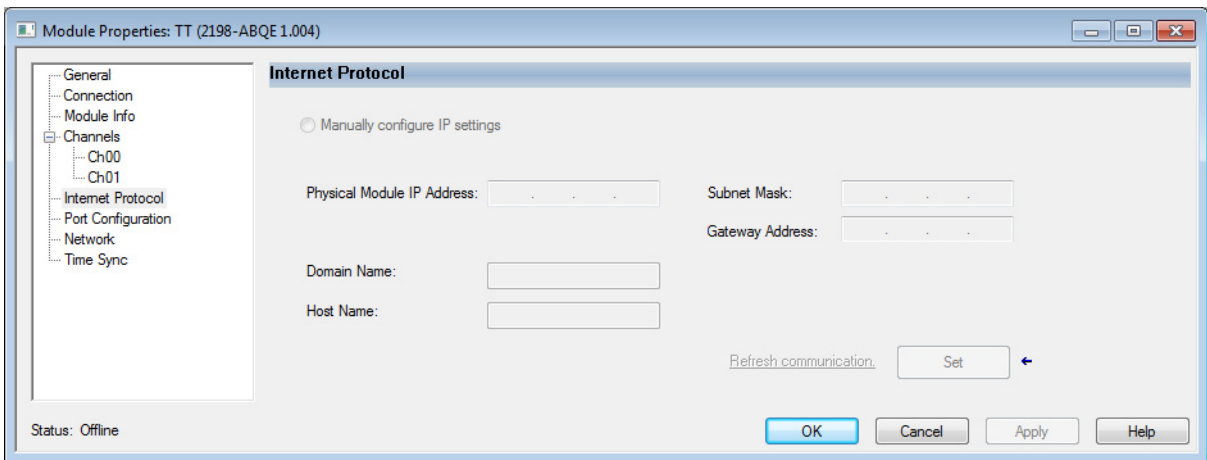 Module Properties: TT (2198-ABQE 1.004)
General
Connection
Module Info
Channels
Ch00
Ch01
Internet Protocol
Port Configuration
Network
Time Sync
Internet Protocol
Manually configure IP settings
Physical Module IP Address: . . .
Subnet Mask: . . .
Gateway Address: . . .
Domain Name:
Host Name:
Refresh communication. Set
Status: Offline
OK Cancel Apply Help